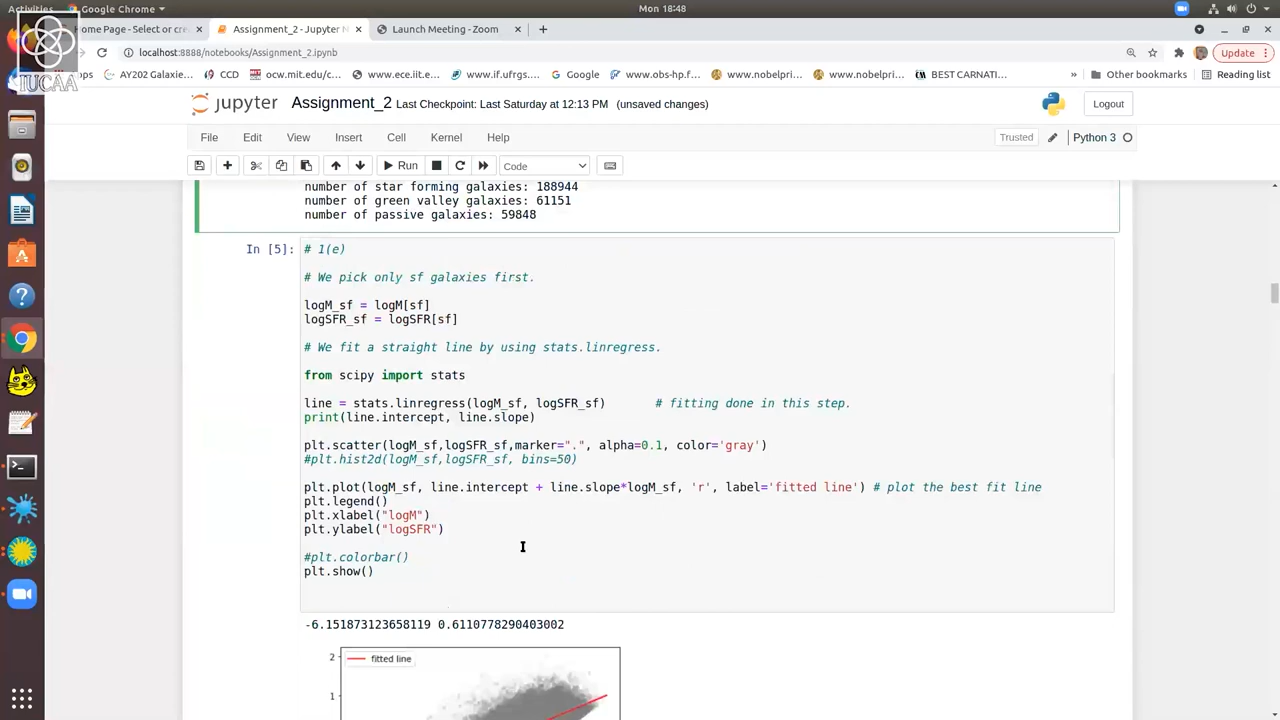 Activities Google Chrome Mon 18:48
Home Page - Select or cre Assignment_2 - Jupyter N Launch Meeting - Zoom
localhost:8888/notebooks/Assignment_2.ipynb
AY202 Galaxie... CCD ocw.mit.edu/c... www.ece.iit.e... www.if.ufrgs.... Google www.obs-hp.f... www.nobelpri... www.nobelpri... BEST CARNATI... » Other bookmarks Reading list
Update
IUCAA
jupyter Assignment_2 Last Checkpoint: Last Saturday at 12:13 PM (unsaved changes) Logout
File Edit View Insert Cell Kernel Help Trusted Python 3
Run Code
number of star forming galaxies: 188944
number of green valley galaxies: 61151
number of passive galaxies: 59848
In [5]: # 1(e)
# We pick only sf galaxies first.
logM_sf = logM[sf]
logSFR_sf = logSFR[sf]
# We fit a straight line by using stats.linregress.
from scipy import stats
line = stats.linregress(logM_sf, logSFR_sf) # fitting done in this step.
print(line.intercept, line.slope)
plt.scatter(logM_sf,logSFR_sf,marker=".", alpha=0.1, color='gray')
#plt.hist2d(logM_sf,logSFR_sf, bins=50)
plt.plot(logM_sf, line.intercept + line.slope*logM_sf, 'r', label='fitted line') # plot the best fit line
plt.legend()
plt.xlabel("logM")
plt.ylabel("logSFR")
#plt.colorbar()
plt.show()
-6.151873123658119 0.6110778290403002
2
fitted line
1